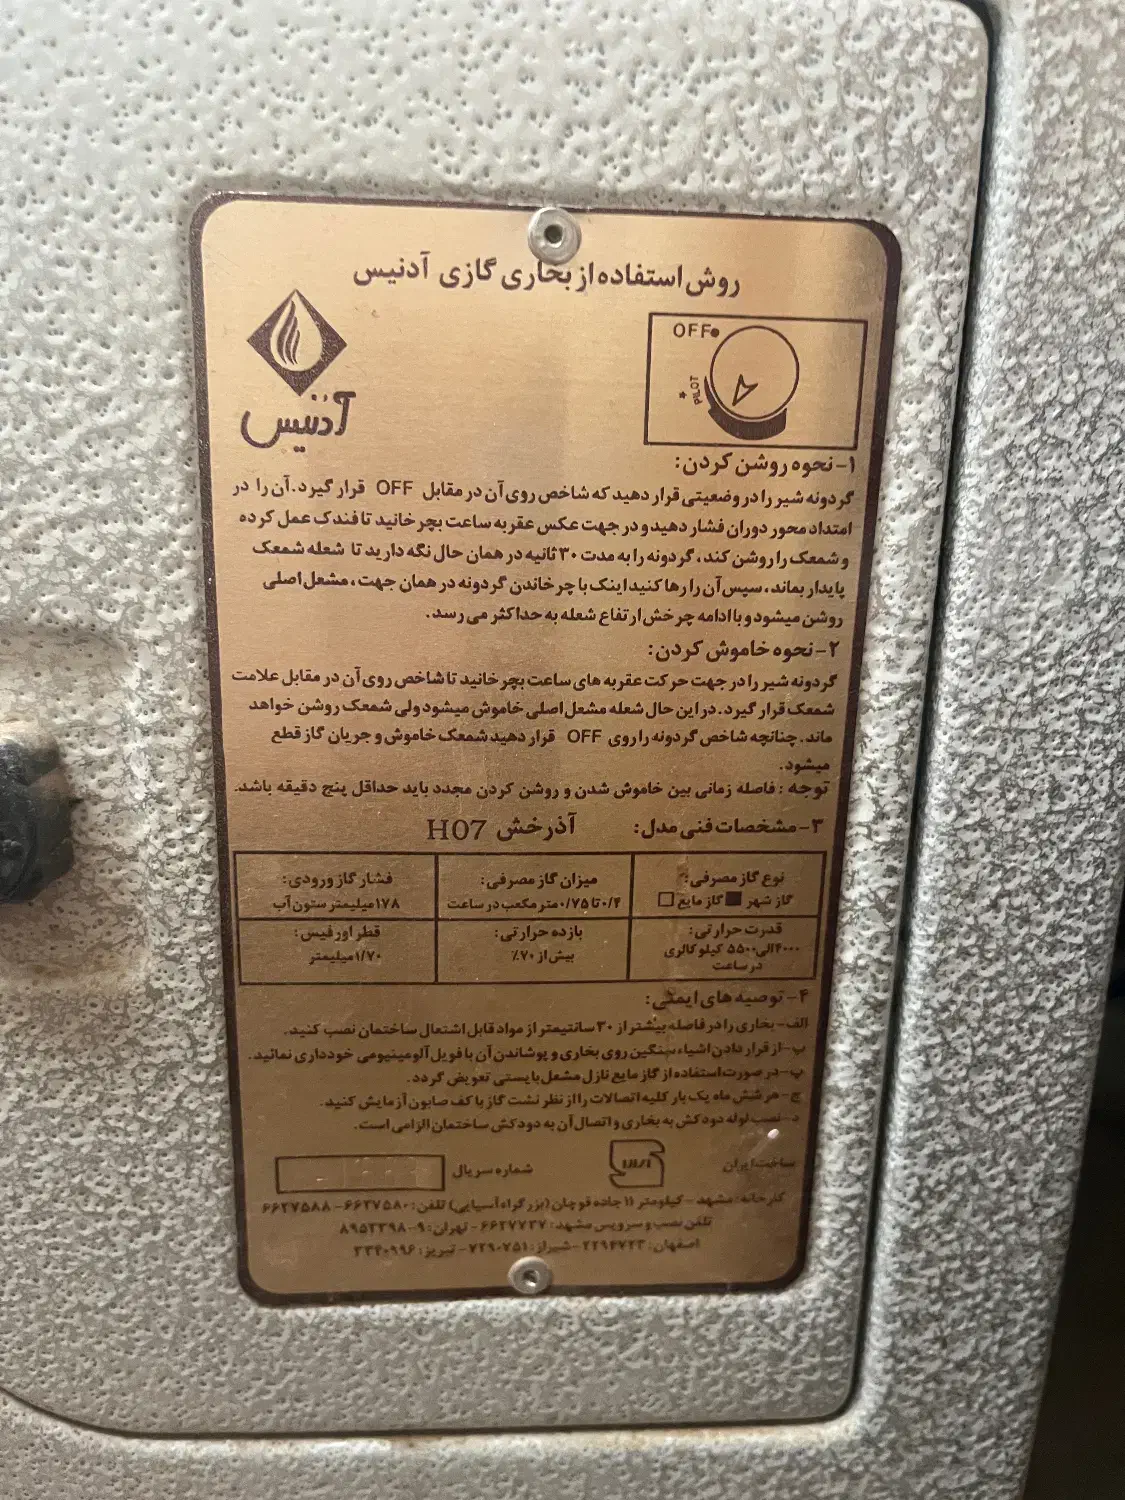 روش استفاده از بخاری گازی آدنیس
OFF
PILOT
آدنیس
۱- نحوه روشن کردن:
گردونه شیر را در وضعیتی قرار دهید که شاخص روی آن در مقابل OFF قرار گیرد. آن را در
امتداد محور دوران فشار دهید و در جهت عکس عقربه ساعت بچرخانید تا فندک عمل کرده
و شمعک را روشن کند، گردونه را به مدت ۳۰ ثانیه در همان حال نگه دارید تا شعله شمعک
پایدار بماند، سپس آن را رها کنید اینک با چرخاندن گردونه در همان جهت، مشعل اصلی
روشن میشود و با ادامه چرخش ارتفاع شعله به حداکثر می رسد.
۲- نحوه خاموش کردن:
گردونه شیر را در جهت حرکت عقربه های ساعت بچرخانید تا شاخص روی آن در مقابل علامت
شمعک قرار گیرد. در این حال شعله مشعل اصلی خاموش میشود ولی شمعک روشن خواهد
ماند. چنانچه شاخص گردونه را روی OFF قرار دهید شمعک خاموش و جریان گاز قطع
میشود.
توجه : فاصله زمانی بین خاموش شدن و روشن کردن مجدد باید حداقل پنج دقیقه باشد.
۳- مشخصات فنی مدل: آذرخش H07
نوع گاز مصرفی: میزان گاز مصرفی: فشار گاز ورودی:
گاز شهر ■ گاز مایع □ ۰/۴ تا ۰/۷۵ متر مکعب در ساعت ۱۷۸ میلیمتر ستون آب
قدرت حرارتی: بازده حرارتی: قطر اورفیس:
۴۰۰۰ الی ۵۵۰۰ کیلو کالری بیش از ۷۰٪ ۱/۷۰ میلیمتر
در ساعت
۴- توصیه های ایمنی:
الف- بخاری را در فاصله بیشتر از ۳۰ سانتیمتر از مواد قابل اشتعال ساختمان نصب کنید.
ب- از قرار دادن اشیاء سنگین روی بخاری و پوشاندن آن با فویل آلومینیومی خودداری نمائید.
پ- در صورت استفاده از گاز مایع نازل مشعل بایستی تعویض گردد.
ج- هر شش ماه یک بار کلیه اتصالات را از نظر نشت گاز با کف صابون آزمایش کنید.
د- نصب لوله دودکش به بخاری و اتصال آن به دودکش ساختمان الزامی است.
ساخت ایران شماره سریال
کارخانه: مشهد - کیلومتر ۱۱ جاده قوچان (بزرگراه آسیایی) تلفن: ۶۶۲۷۵۸۰ - ۶۶۲۷۵۸۸
تلفن نصب و سرویس مشهد: ۶۶۲۷۷۳۷ - تهران: ۹-۸۹۵۲۳۹۸
اصفهان: ۲۲۹۴۷۲۳ - شیراز: ۷۲۹۰۷۵۱ - تبریز: ۳۳۴۰۹۹۶